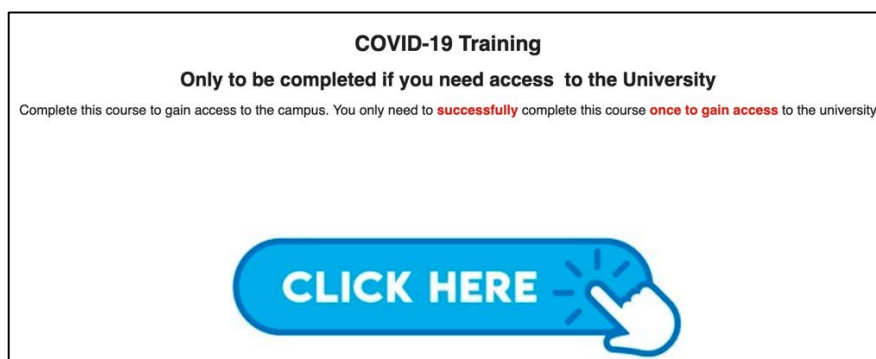 COVID-19 Training
Only to be completed if you need access to the University
Complete this course to gain access to the campus. You only need to successfully complete this course once to gain access to the university
CLICK HERE